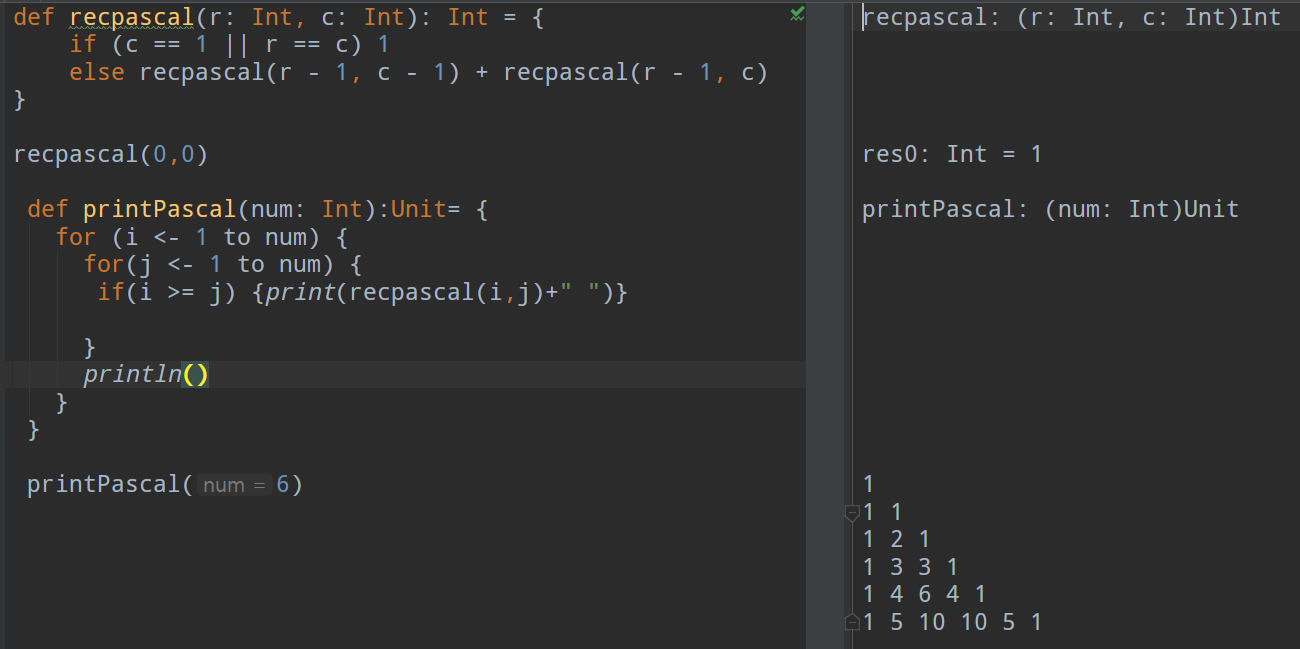 def recpascal(r: Int, c: Int): Int = {
    if (c == 1 || r == c) 1
    else recpascal(r - 1, c - 1) + recpascal(r - 1, c)
}
recpascal(0,0)
 def printPascal(num: Int):Unit= {
   for (i <- 1 to num) {
     for(j <- 1 to num) {
      if(i >= j) {print(recpascal(i,j)+" ")}
     }
     println()
   }
 }
 printPascal( num = 6)
recpascal: (r: Int, c: Int)Int
res0: Int = 1
printPascal: (num: Int)Unit
1
1 1
1 2 1
1 3 3 1
1 4 6 4 1
1 5 10 10 5 1